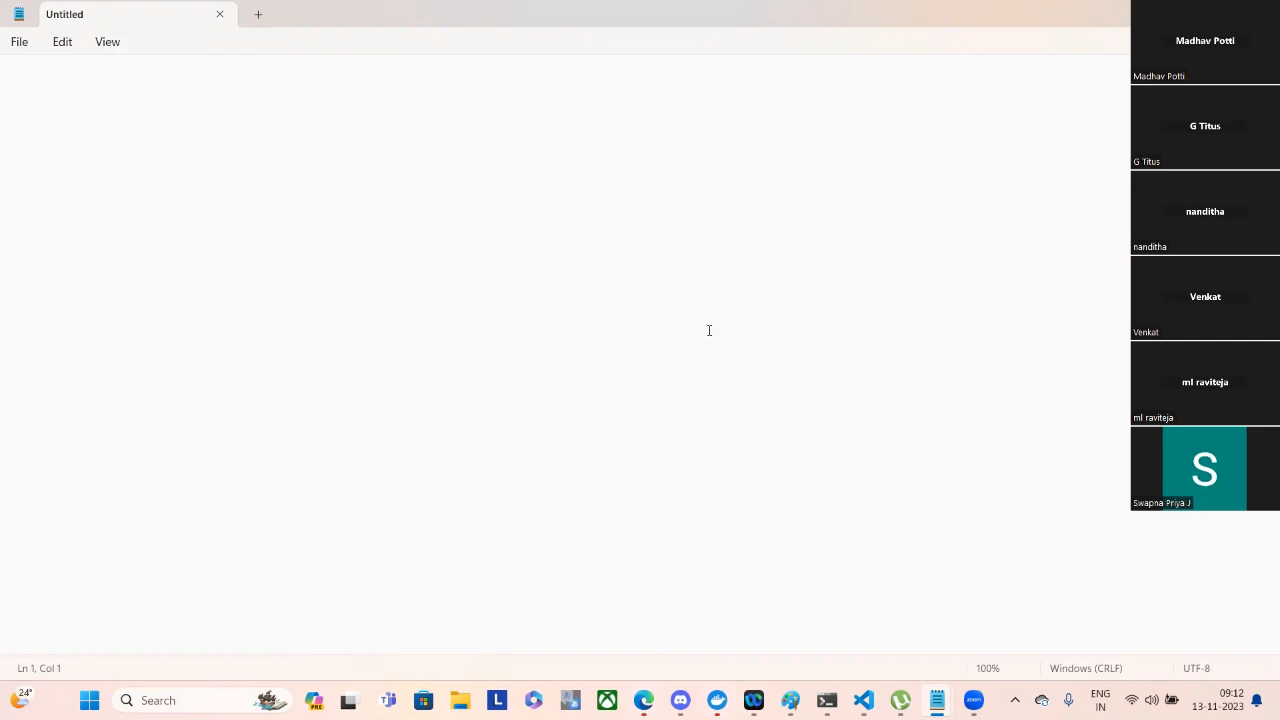 Untitled
File Edit View
Madhav Potti
Madhav Potti
G Titus
G Titus
nanditha
nanditha
Venkat
Venkat
ml raviteja
ml raviteja
S
Swapna Priya J
Ln 1, Col 1
100%
Windows (CRLF)
UTF-8
24°
Search
PRE
L
ENG
IN
09:12
13-11-2023
zoom